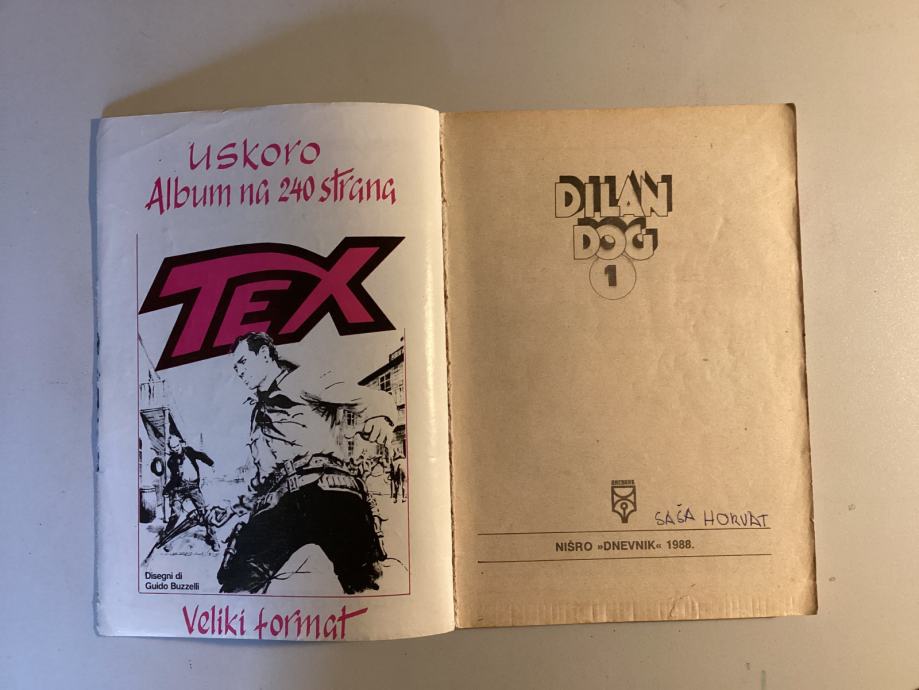 uskoro
Album na 240 strana
TEX
Disegni di
Guido Buzzelli
Veliki format
DILAN
DOG
1
DNEVNIK
SAŠA HORVAT
NIŠRO »DNEVNIK« 1988.